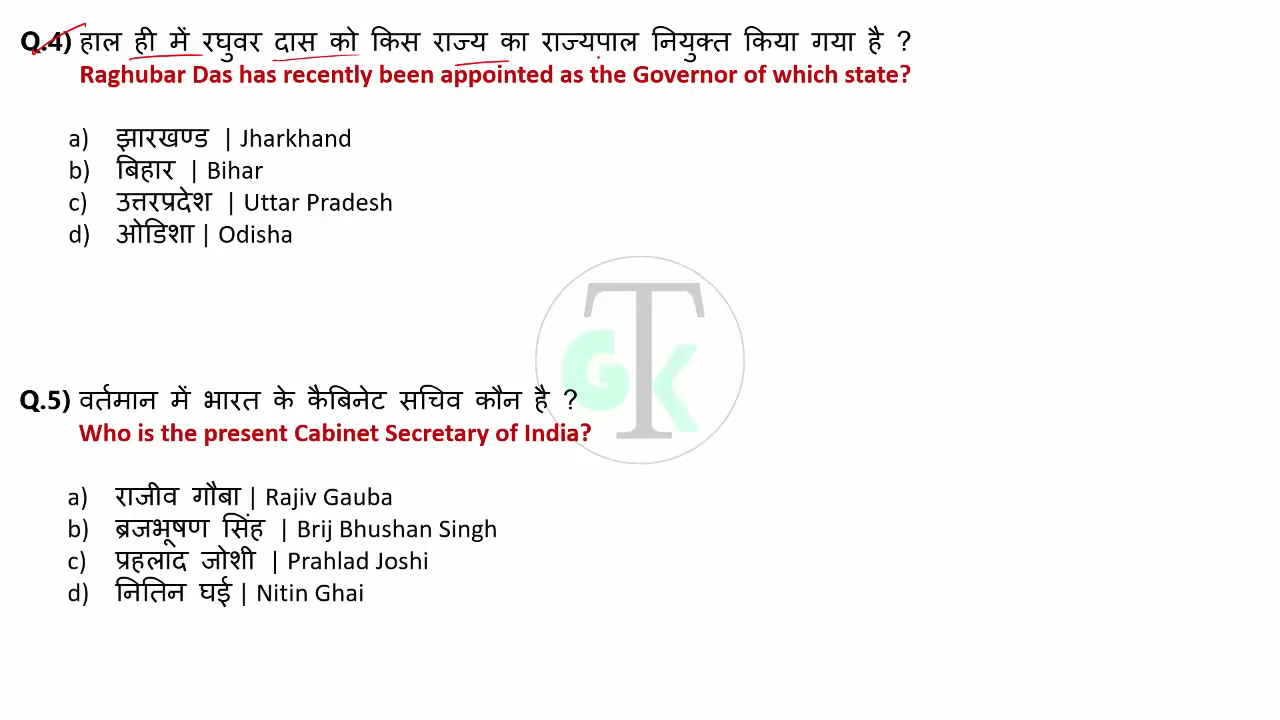 Q.4) हाल ही में रघुवर दास को किस राज्य का राज्यपाल नियुक्त किया गया है ?
Raghubar Das has recently been appointed as the Governor of which state?
a) झारखण्ड | Jharkhand
b) बिहार | Bihar
c) उत्तरप्रदेश | Uttar Pradesh
d) ओडिशा | Odisha
TGK
Q.5) वर्तमान में भारत के कैबिनेट सचिव कौन है ?
Who is the present Cabinet Secretary of India?
a) राजीव गौबा | Rajiv Gauba
b) ब्रजभूषण सिंह | Brij Bhushan Singh
c) प्रहलाद जोशी | Prahlad Joshi
d) नितिन घई | Nitin Ghai